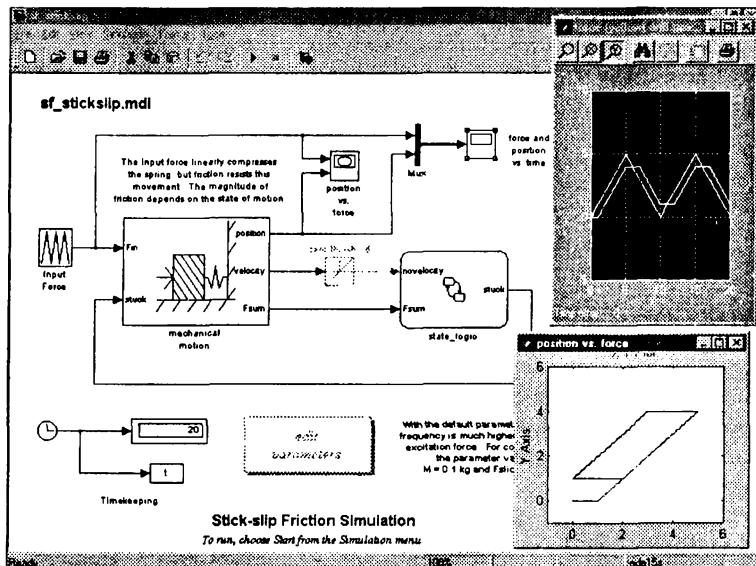 sf_stickslip.mdl
The input force linearly compresses
the spring but friction resists this
movement The magnitude of
friction depends on the state of motion
position
vs.
force
Mux
force and
position
vs time
Input
Force
Fin
stuck
position
velocity
Fsum
mechanical
motion
novelocity
Fsum
stuck
state_logic
20
t
Timekeeping
edit
parameters
With the default paramet
frequency is much highe
excitation force For co
the parameter va
M = 0 1 kg and Fslid
Stick-slip Friction Simulation
To run, choose Start from the Simulation menu
Ready
100%
ode15s
position vs. force
Y Axis
6
4
2
0
0
2
4
6